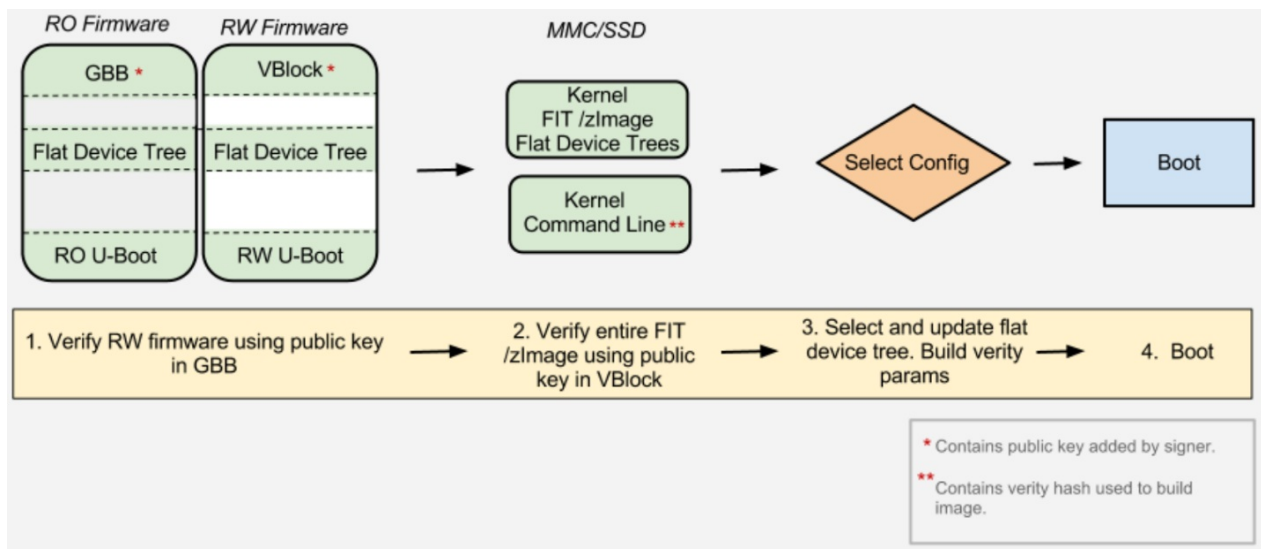 RO Firmware
RW Firmware
MMC/SSD
GBB *
VBlock *
Flat Device Tree
Flat Device Tree
RO U-Boot
RW U-Boot
Kernel
FIT /zImage
Flat Device Trees
Kernel
Command Line **
Select Config
Boot
1. Verify RW firmware using public key
in GBB
2. Verify entire FIT
/zImage using public
key in VBlock
3. Select and update flat
device tree. Build verity
params
4. Boot
* Contains public key added by signer.
** Contains verity hash used to build
image.